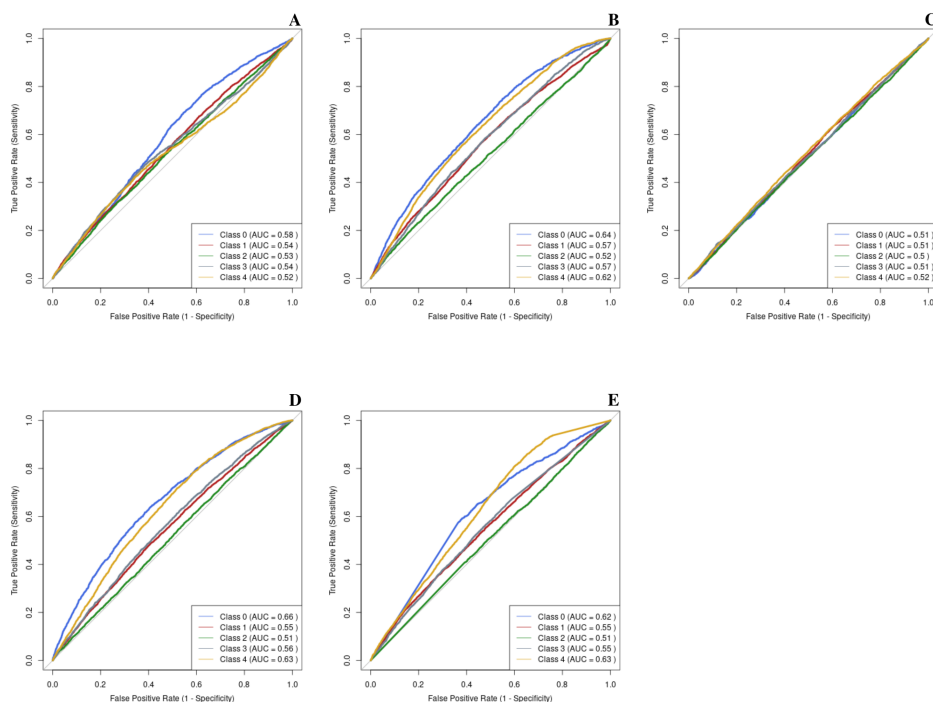 A
True Positive Rate (Sensitivity)
1.0
0.8
0.6
0.4
0.2
0.0
Class 0 (AUC = 0.58 )
Class 1 (AUC = 0.54 )
Class 2 (AUC = 0.53 )
Class 3 (AUC = 0.54 )
Class 4 (AUC = 0.52 )
0.0 0.2 0.4 0.6 0.8 1.0
False Positive Rate (1 - Specificity)
B
True Positive Rate (Sensitivity)
1.0
0.8
0.6
0.4
0.2
0.0
Class 0 (AUC = 0.64 )
Class 1 (AUC = 0.57 )
Class 2 (AUC = 0.52 )
Class 3 (AUC = 0.57 )
Class 4 (AUC = 0.62 )
0.0 0.2 0.4 0.6 0.8 1.0
False Positive Rate (1 - Specificity)
C
True Positive Rate (Sensitivity)
1.0
0.8
0.6
0.4
0.2
0.0
Class 0 (AUC = 0.51 )
Class 1 (AUC = 0.51 )
Class 2 (AUC = 0.5 )
Class 3 (AUC = 0.51 )
Class 4 (AUC = 0.52 )
0.0 0.2 0.4 0.6 0.8 1.0
False Positive Rate (1 - Specificity)
D
True Positive Rate (Sensitivity)
1.0
0.8
0.6
0.4
0.2
0.0
Class 0 (AUC = 0.66 )
Class 1 (AUC = 0.55 )
Class 2 (AUC = 0.51 )
Class 3 (AUC = 0.56 )
Class 4 (AUC = 0.63 )
0.0 0.2 0.4 0.6 0.8 1.0
False Positive Rate (1 - Specificity)
E
True Positive Rate (Sensitivity)
1.0
0.8
0.6
0.4
0.2
0.0
Class 0 (AUC = 0.62 )
Class 1 (AUC = 0.55 )
Class 2 (AUC = 0.51 )
Class 3 (AUC = 0.55 )
Class 4 (AUC = 0.63 )
0.0 0.2 0.4 0.6 0.8 1.0
False Positive Rate (1 - Specificity)